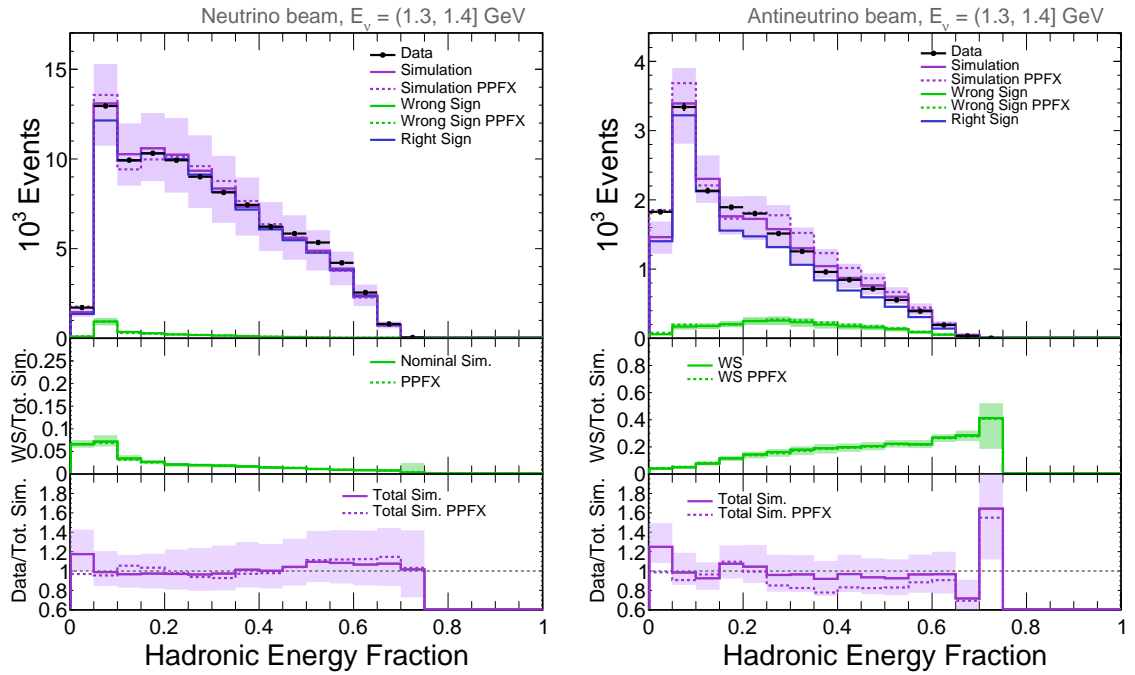 Neutrino beam, Eν = (1.3, 1.4] GeV
10³ Events
15
10
5
0
Data
Simulation
Simulation PPFX
Wrong Sign
Wrong Sign PPFX
Right Sign
WS/Tot. Sim.
0.25
0.2
0.15
0.1
0.05
0
Nominal Sim.
PPFX
Data/Tot. Sim.
1.8
1.6
1.4
1.2
1
0.8
0.6
Total Sim.
Total Sim. PPFX
0 0.2 0.4 0.6 0.8 1
Hadronic Energy Fraction
Antineutrino beam, Eν = (1.3, 1.4] GeV
10³ Events
4
3
2
1
0
Data
Simulation
Simulation PPFX
Wrong Sign
Wrong Sign PPFX
Right Sign
WS/Tot. Sim.
0.8
0.6
0.4
0.2
0
WS
WS PPFX
Data/Tot. Sim.
1.8
1.6
1.4
1.2
1
0.8
0.6
Total Sim.
Total Sim. PPFX
0 0.2 0.4 0.6 0.8 1
Hadronic Energy Fraction